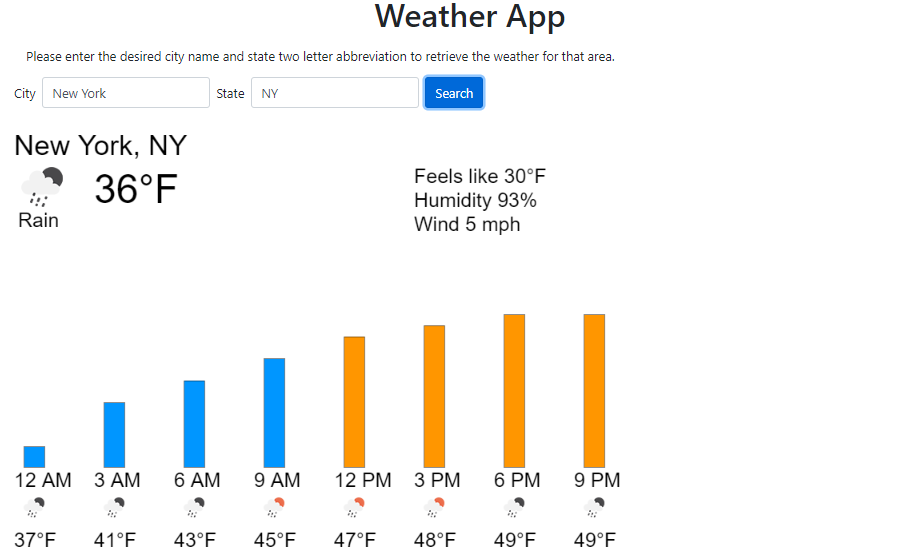 Weather App
Please enter the desired city name and state two letter abbreviation to retrieve the weather for that area.
City New York State NY Search
New York, NY
36°F
Rain
Feels like 30°F
Humidity 93%
Wind 5 mph
12 AM 3 AM 6 AM 9 AM 12 PM 3 PM 6 PM 9 PM
37°F 41°F 43°F 45°F 47°F 48°F 49°F 49°F